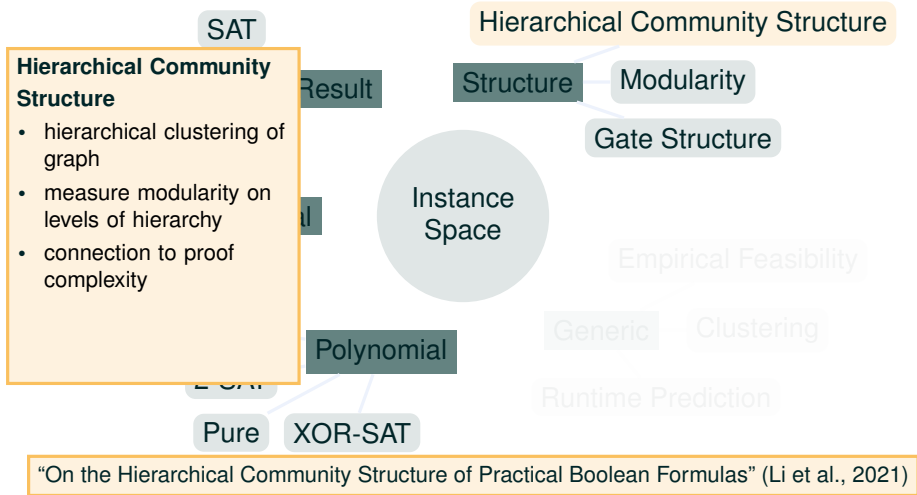 SAT
Hierarchical Community Structure
Hierarchical Community
Structure
• hierarchical clustering of
graph
• measure modularity on
levels of hierarchy
• connection to proof
complexity
Result
Structure
Modularity
Gate Structure
Instance
Space
al
Empirical Feasibility
Generic
Clustering
Runtime Prediction
Polynomial
2-SAT
Pure
XOR-SAT
“On the Hierarchical Community Structure of Practical Boolean Formulas” (Li et al., 2021)